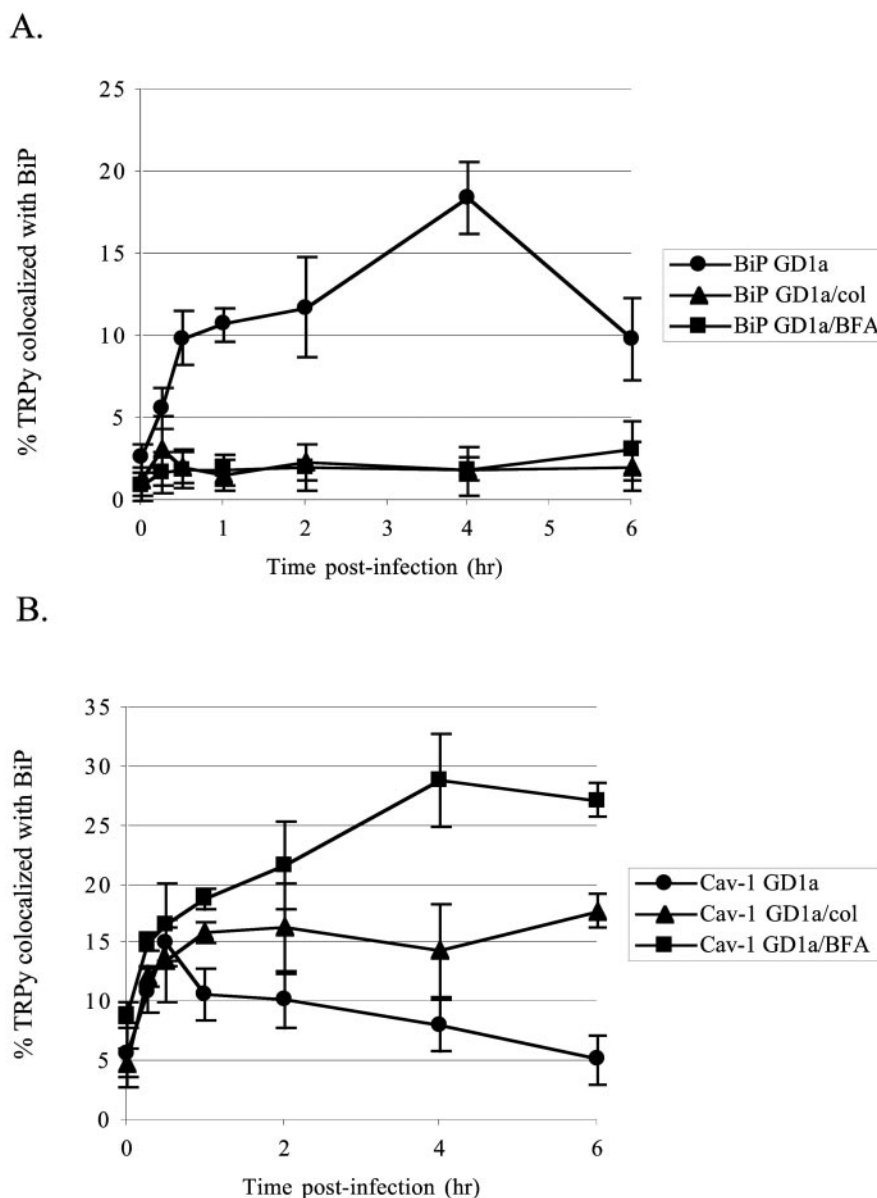 A.
% TRPy colocalized with BiP
25
20
15
10
5
0
0 1 2 3 4 5 6
Time post-infection (hr)
BiP GD1a
BiP GD1a/col
BiP GD1a/BFA
B.
% TRPy colocalized with BiP
35
30
25
20
15
10
5
0
0 2 4 6
Time post-infection (hr)
Cav-1 GD1a
Cav-1 GD1a/col
Cav-1 GD1a/BFA